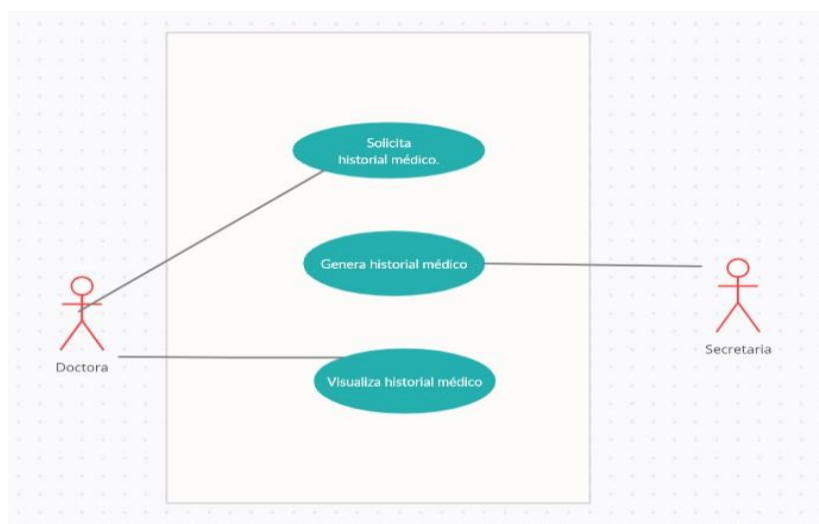 Solicita
historial médico.
Genera historial médico
Secretaria
Doctora
Visualiza historial médico